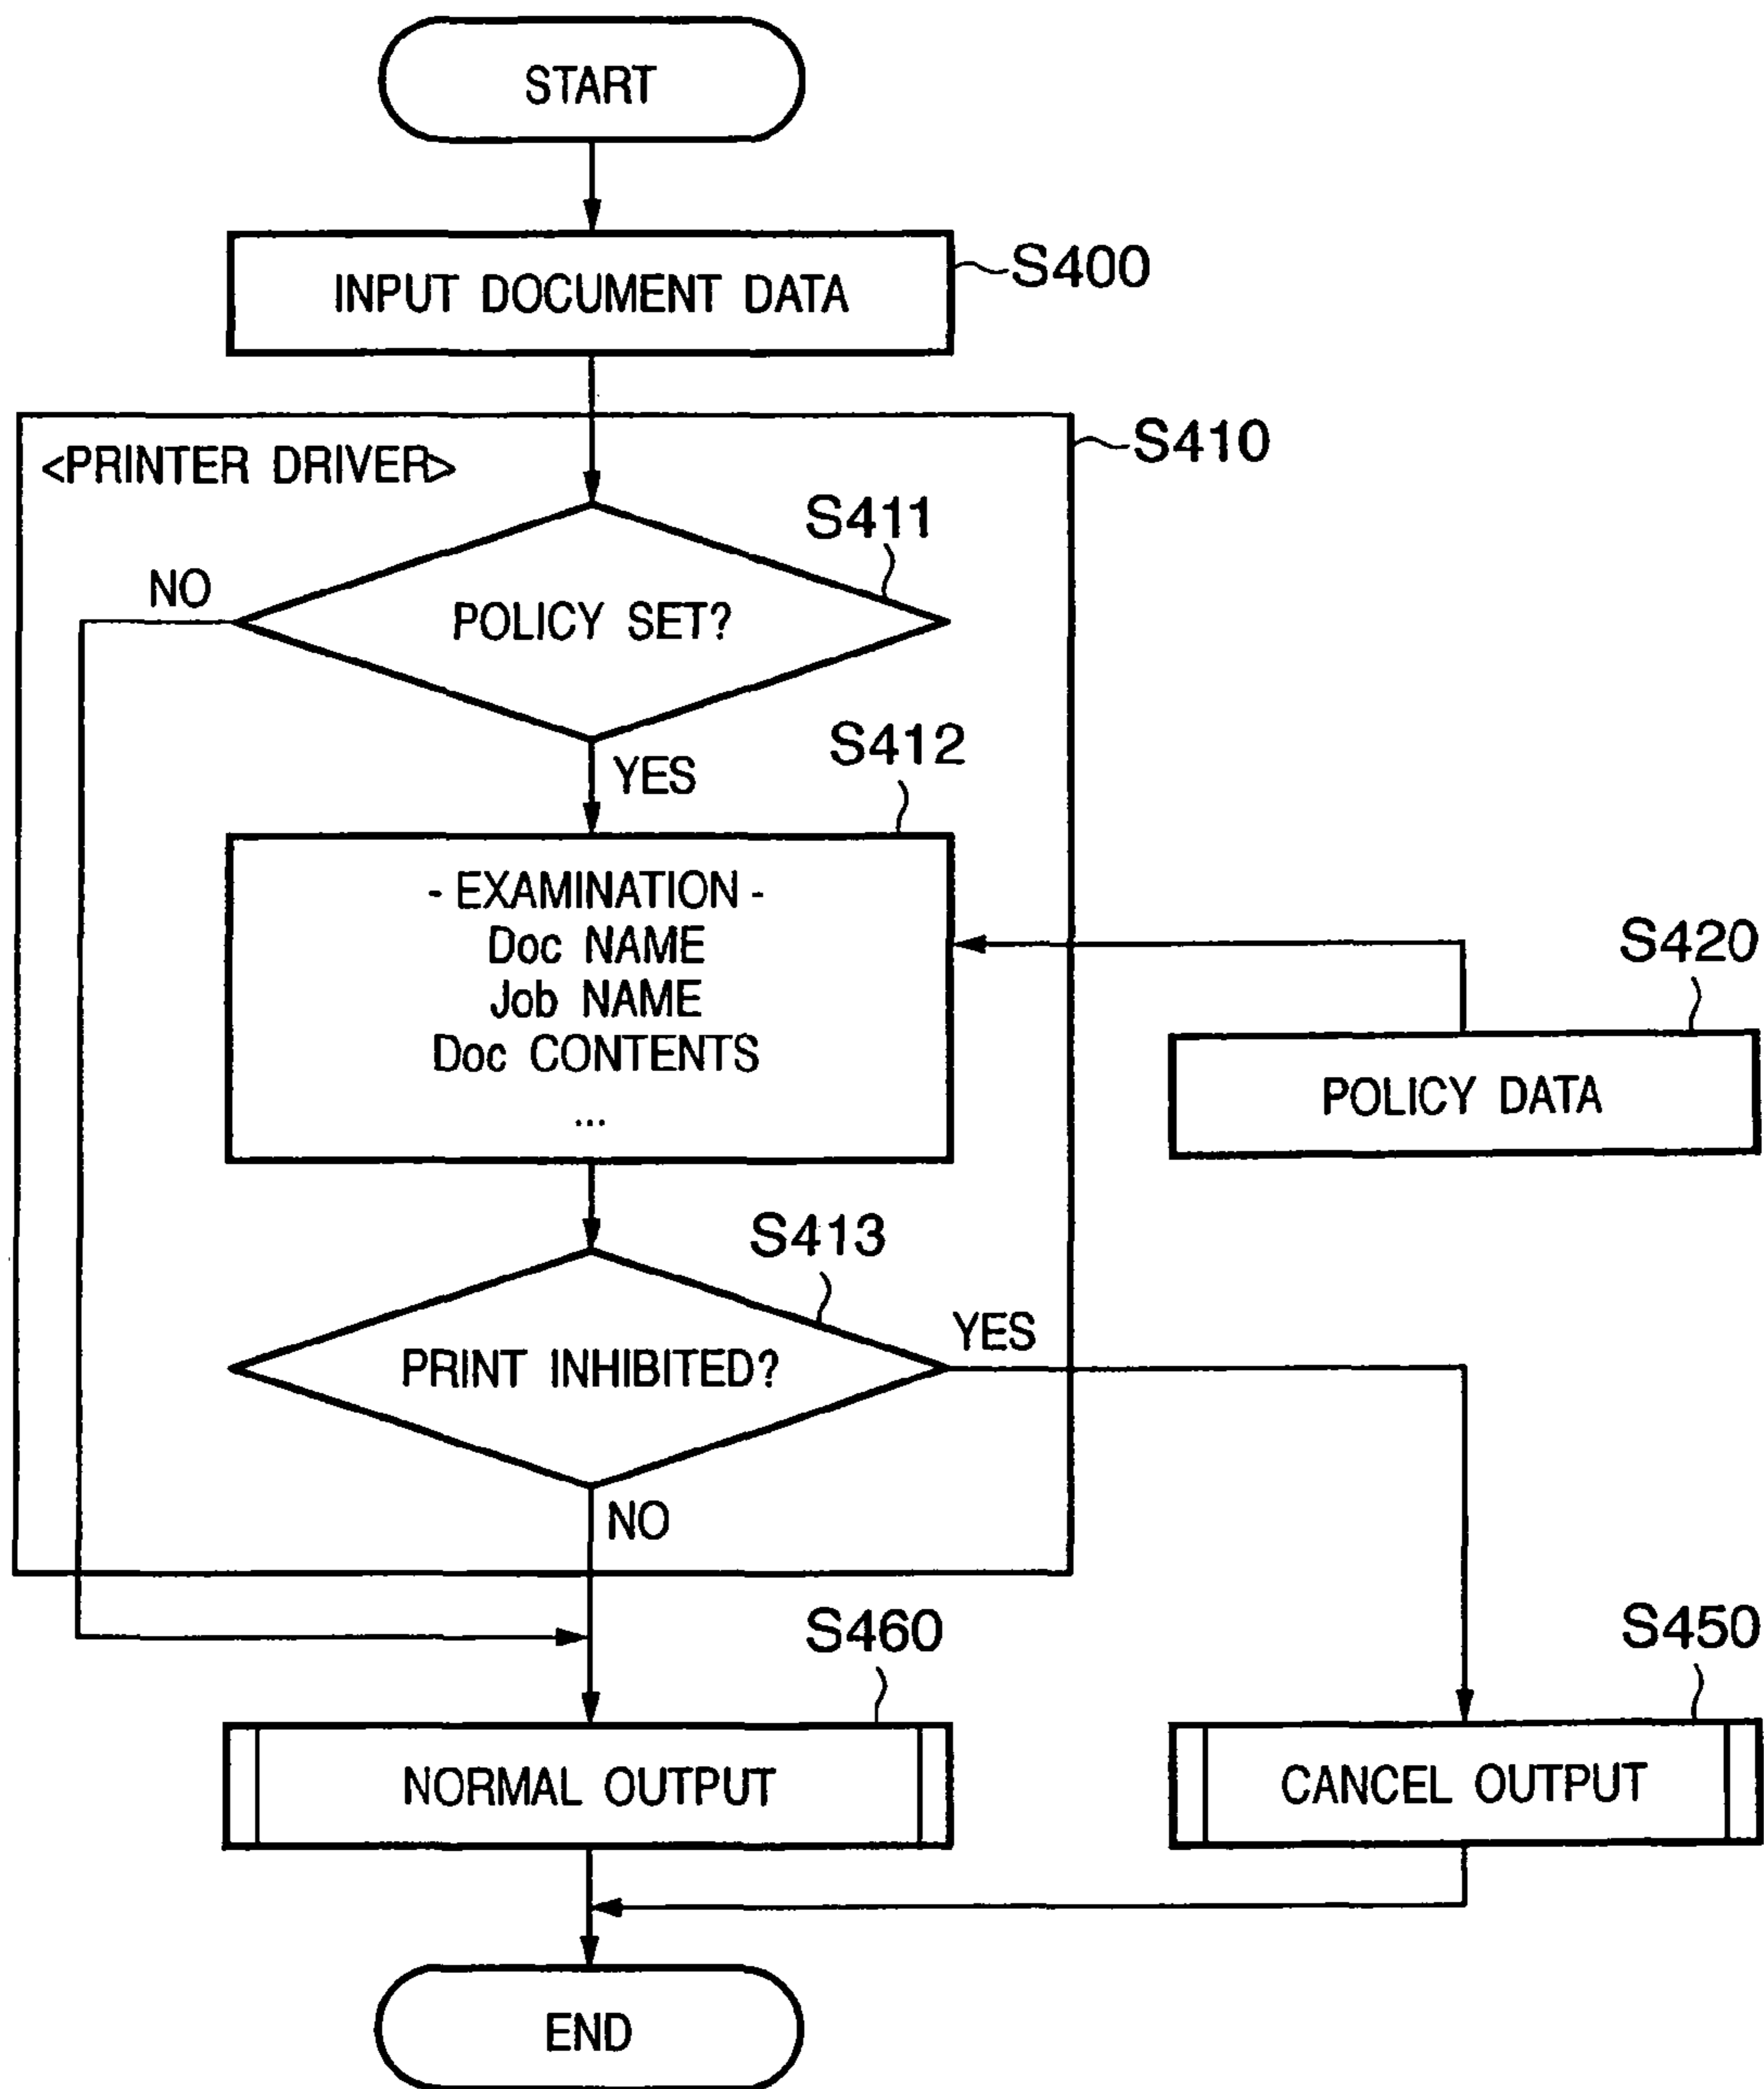 START
INPUT DOCUMENT DATA
S400
<PRINTER DRIVER>
S410
S411
NO
POLICY SET?
YES
S412
- EXAMINATION -
Doc NAME
Job NAME
Doc CONTENTS
...
S420
POLICY DATA
S413
PRINT INHIBITED?
YES
NO
S460
S450
NORMAL OUTPUT
CANCEL OUTPUT
END